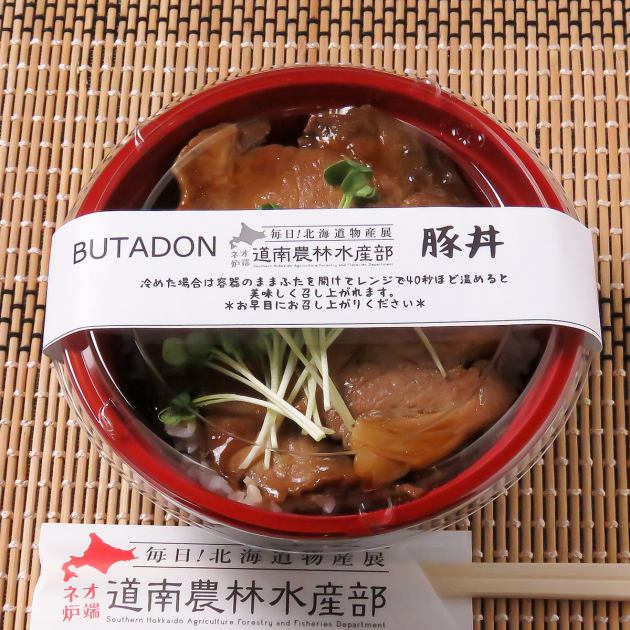 BUTADON
ネオ炉端
毎日!北海道物産展
道南農林水産部
Southern Hokkaido Agriculture,Forestry and Fisheries Department
豚丼
冷めた場合は容器のままふたを開けてレンジで40秒ほど温めると
美味しく召し上がれます。
*お早目にお召し上がりください*
毎日!北海道物産展
ネオ炉端
道南農林水産部
Southern Hokkaido Agriculture,Forestry and Fisheries Department